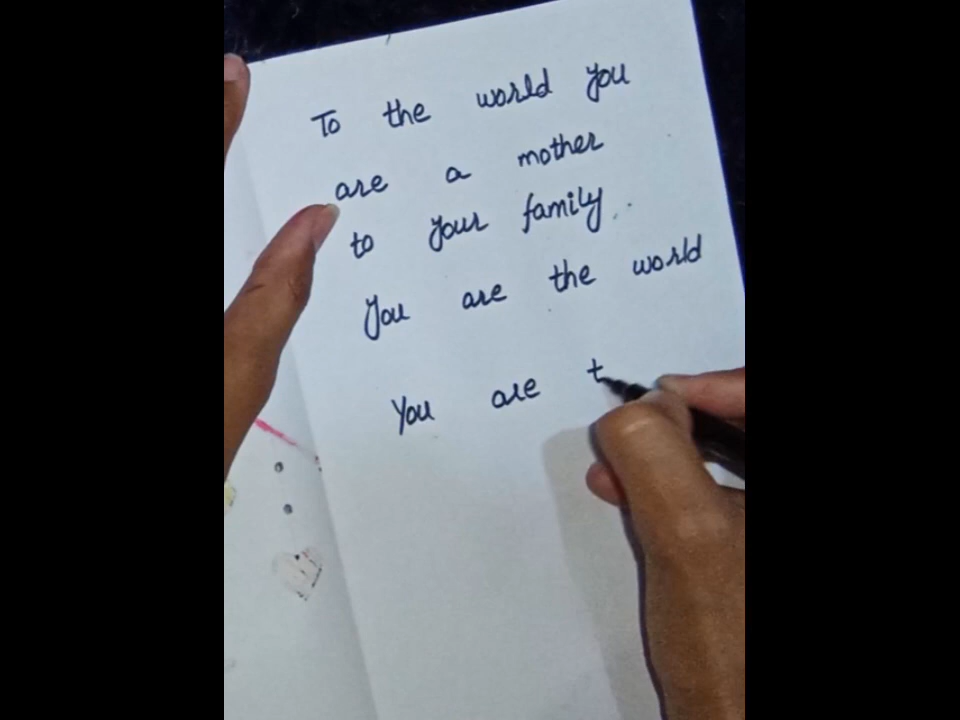 To the world you
are a mother
to your family..
You are the world
You are t